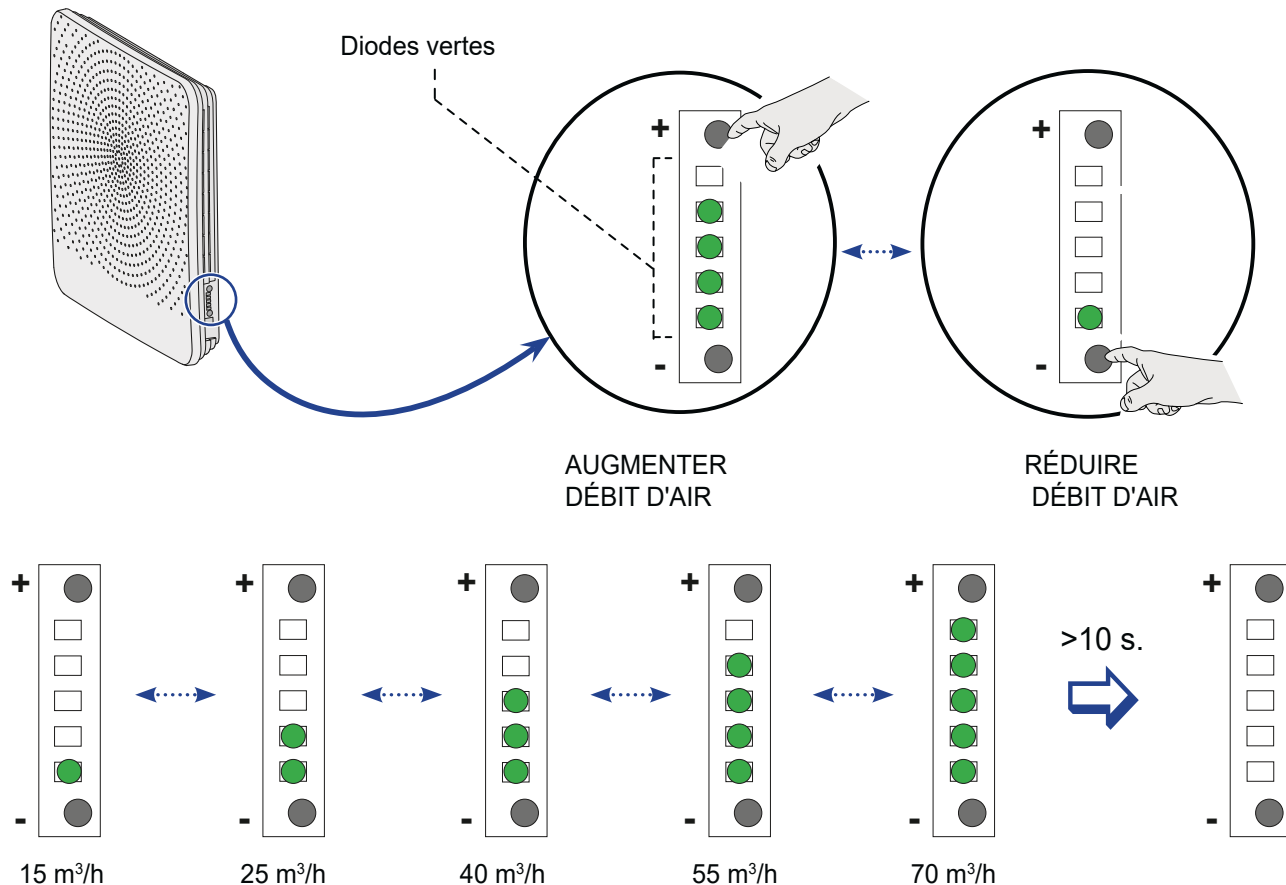 Diodes vertes
+
-
+
-
AUGMENTER
DÉBIT D'AIR
RÉDUIRE
DÉBIT D'AIR
+ + + + + +
>10 s.
- - - - - -
15 m³/h 25 m³/h 40 m³/h 55 m³/h 70 m³/h